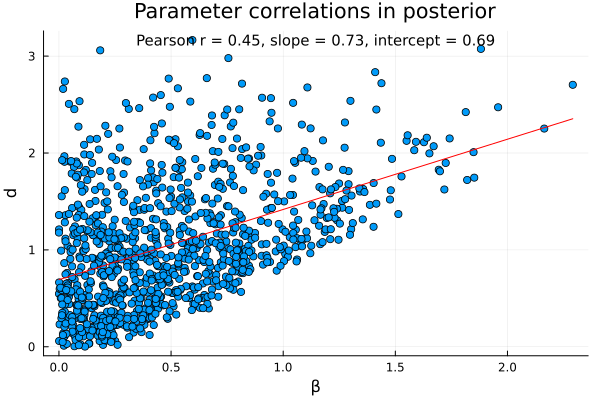 Parameter correlations in posterior
Pearson r = 0.45, slope = 0.73, intercept = 0.69
3
2
1
0
d
0.0 0.5 1.0 1.5 2.0
β